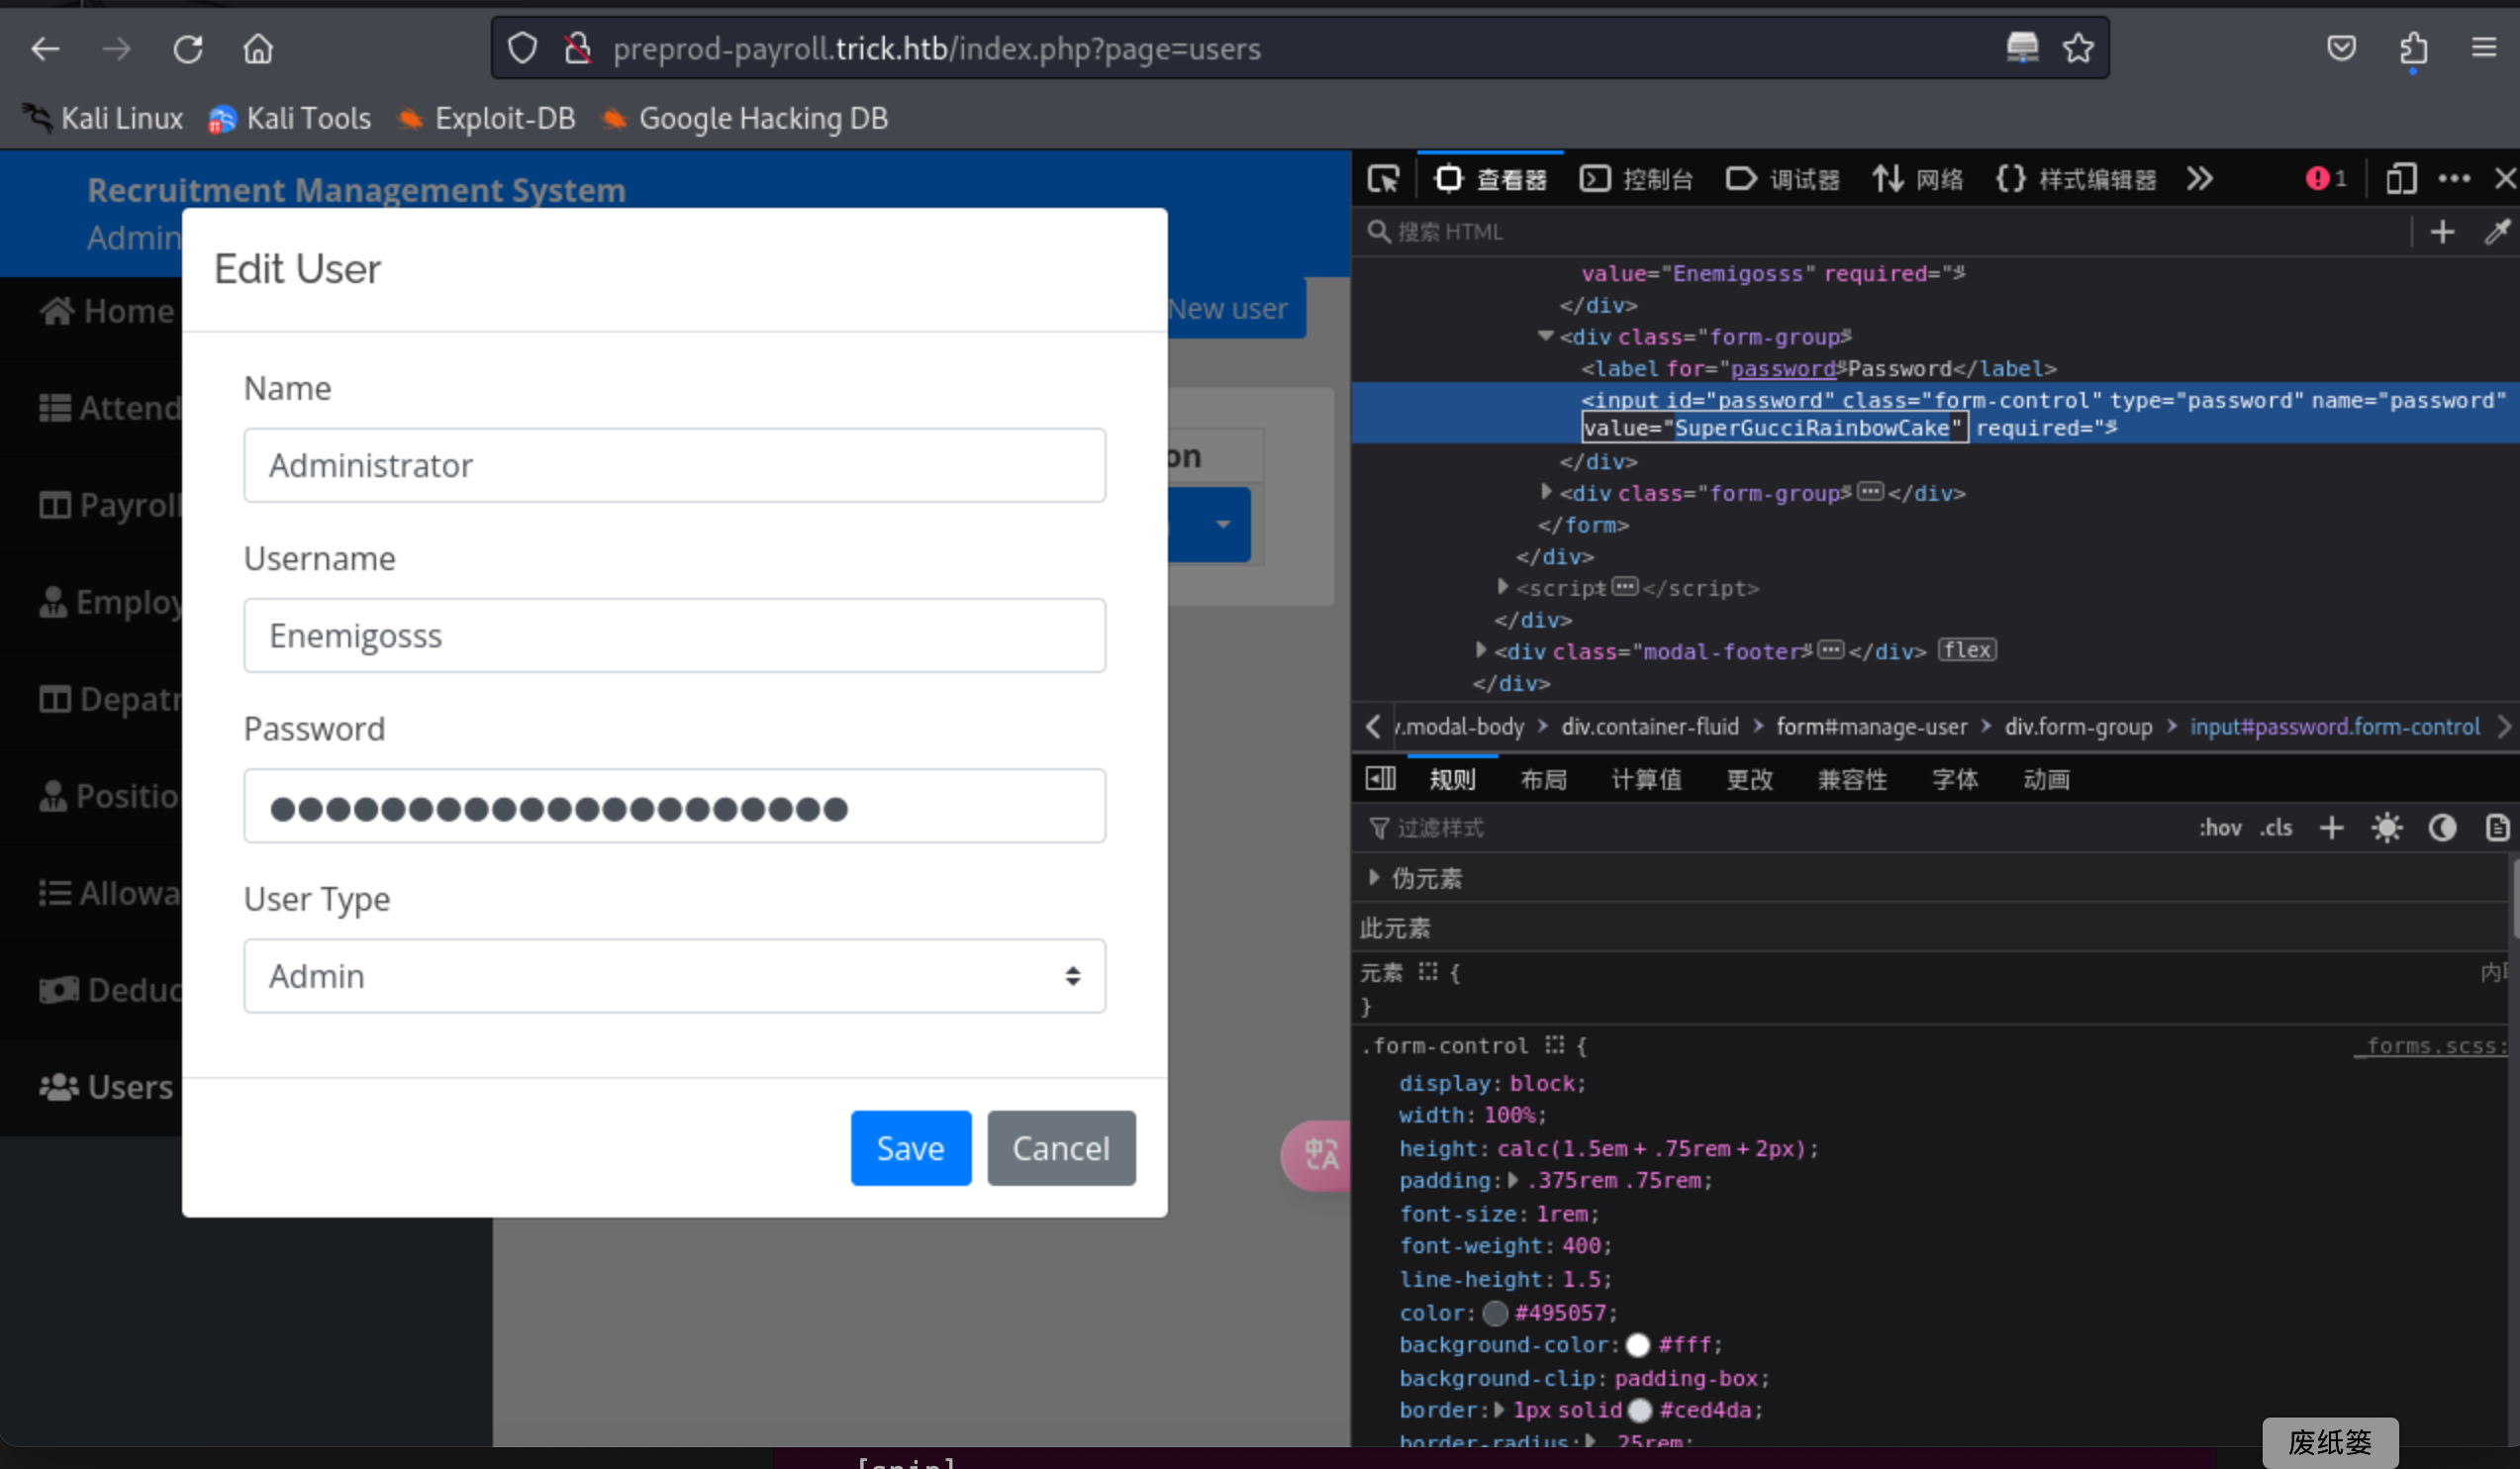 preprod-payroll.trick.htb/index.php?page=users
Kali Linux Kali Tools Exploit-DB Google Hacking DB
Recruitment Management System
Admin
Home
Attend
Payroll
Employ
Depatr
Positio
Allowa
Deduc
Users
New user
on
Edit User
Name
Administrator
Username
Enemigosss
Password
●●●●●●●●●●●●●●●●●●●●●
User Type
Admin
Save Cancel
中A
查看器 控制台 调试器 网络 {} 样式编辑器 1
搜索 HTML
value="Enemigosss" required="
</div>
<div class="form-group
<label for="password Password</label>
<input id="password" class="form-control" type="password" name="password"
value="SuperGucciRainbowCake" required="
</div>
<div class="form-group ... </div>
</form>
</div>
<script ... </script>
</div>
<div class="modal-footer ... </div> flex
</div>
.modal-body > div.container-fluid > form#manage-user > div.form-group > input#password.form-control
规则 布局 计算值 更改 兼容性 字体 动画
过滤样式 :hov .cls
伪元素
此元素
元素 {
内
}
.form-control { _forms.scss:
display: block;
width: 100%;
height: calc(1.5em + .75rem + 2px);
padding: .375rem .75rem;
font-size: 1rem;
font-weight: 400;
line-height: 1.5;
color: #495057;
background-color: #fff;
background-clip: padding-box;
border: 1px solid #ced4da;
border-radius: .25rem;
废纸篓
[snip]